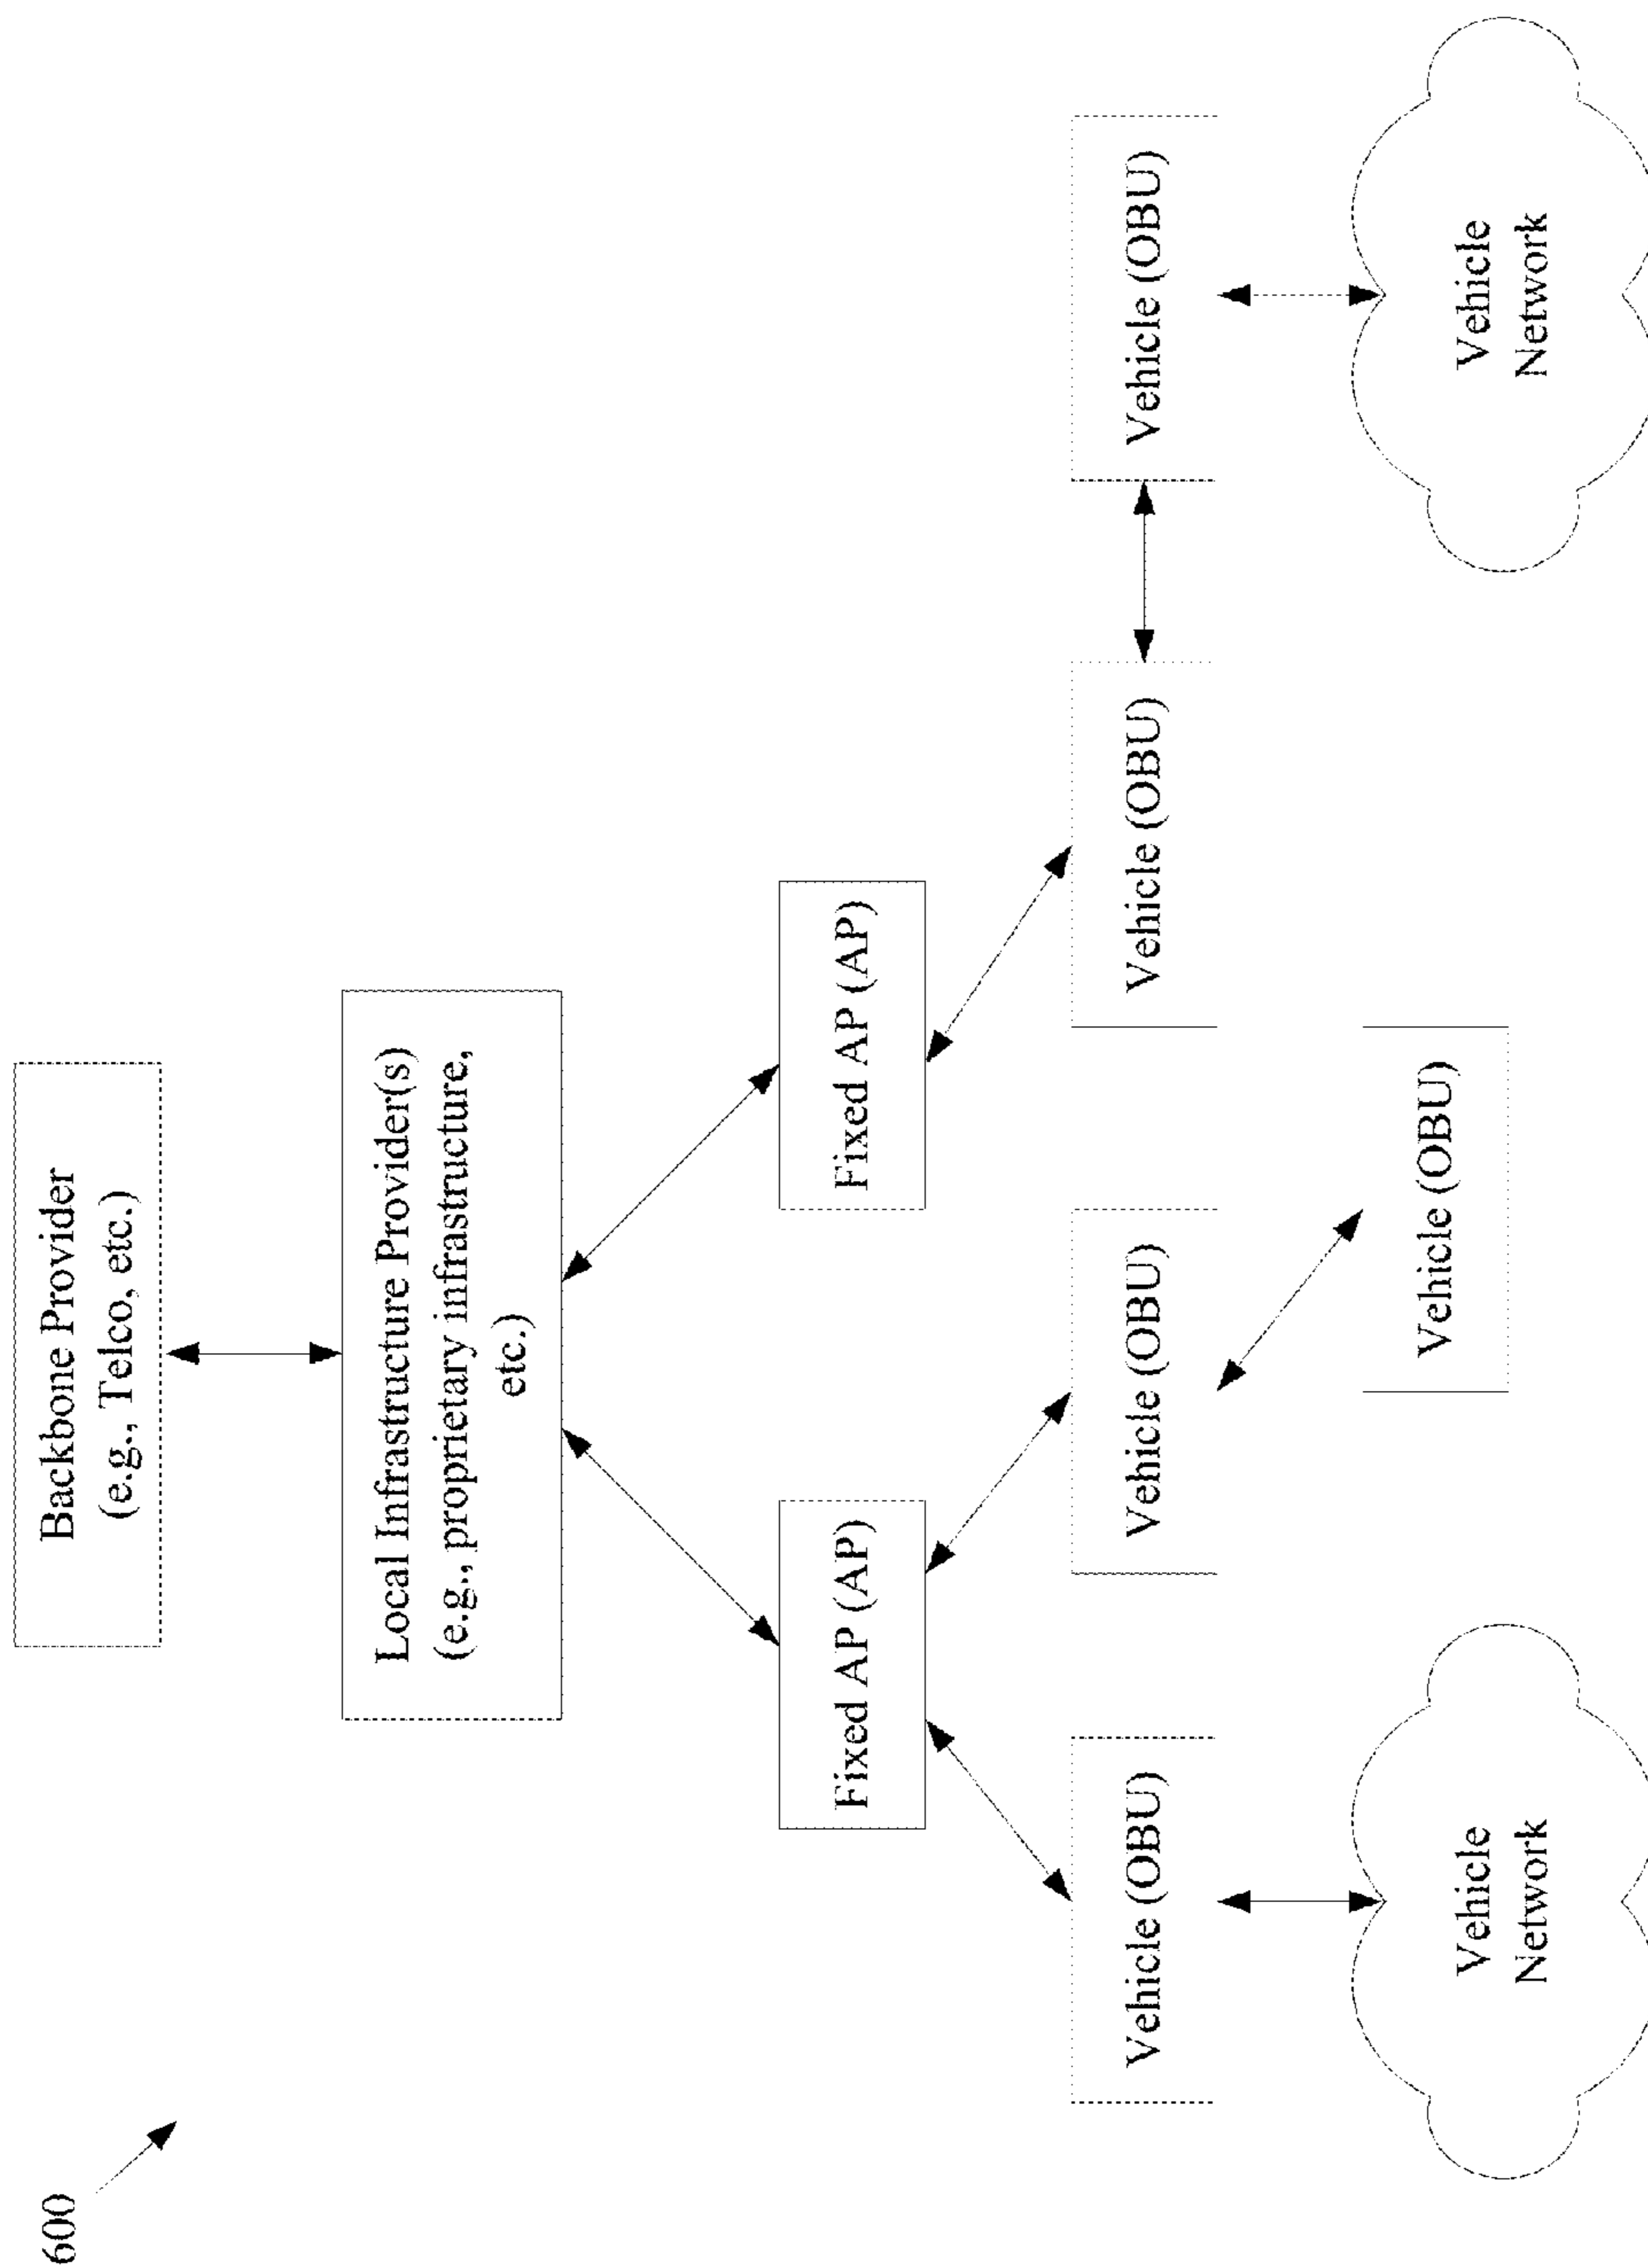 600
Backbone Provider
(e.g., Telco, etc.)
Local Infrastructure Provider(s)
(e.g., proprietary infrastructure,
etc.)
Fixed AP (AP)
Fixed AP (AP)
Vehicle (OBU)
Vehicle (OBU)
Vehicle (OBU)
Vehicle (OBU)
Vehicle (OBU)
Vehicle
Network
Vehicle
Network